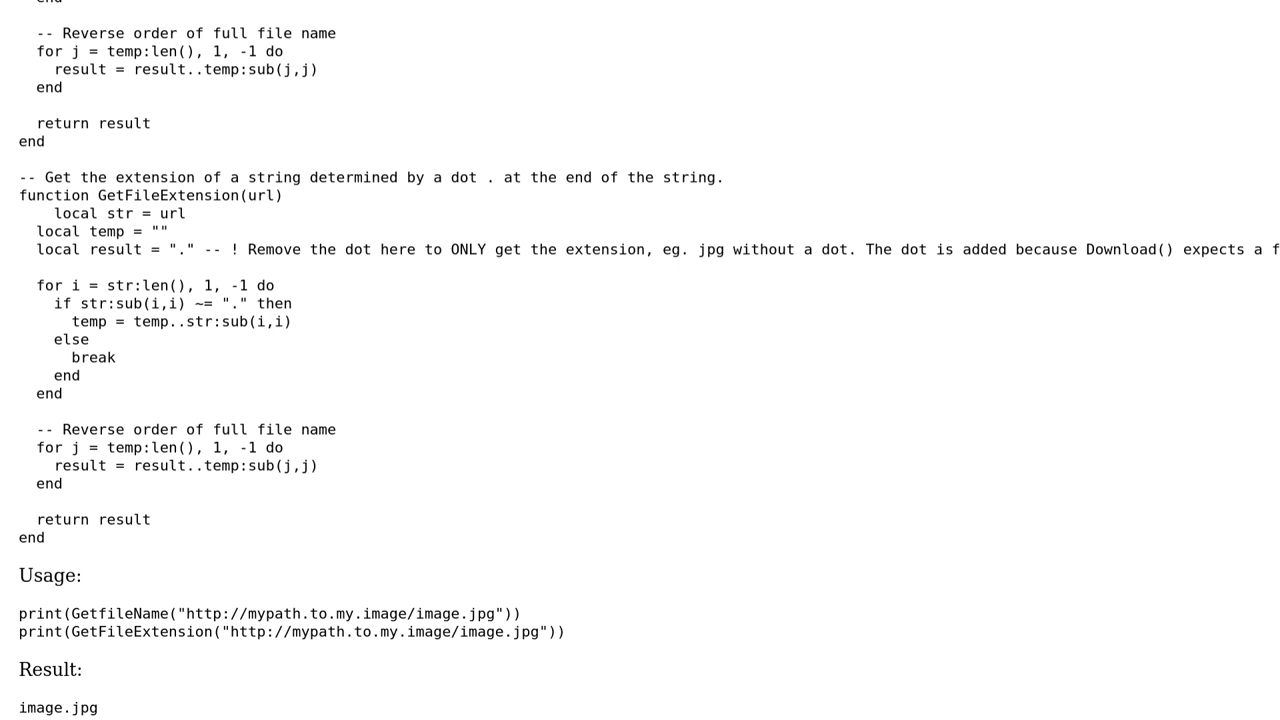 end
-- Reverse order of full file name
for j = temp:len(), 1, -1 do
result = result..temp:sub(j,j)
end
return result
end
-- Get the extension of a string determined by a dot . at the end of the string.
function GetFileExtension(url)
local str = url
local temp = ""
local result = "." -- ! Remove the dot here to ONLY get the extension, eg. jpg without a dot. The dot is added because Download() expects a f
for i = str:len(), 1, -1 do
if str:sub(i,i) ~= "." then
temp = temp..str:sub(i,i)
else
break
end
end
-- Reverse order of full file name
for j = temp:len(), 1, -1 do
result = result..temp:sub(j,j)
end
return result
end
Usage:
print(GetfileName("http://mypath.to.my.image/image.jpg"))
print(GetFileExtension("http://mypath.to.my.image/image.jpg"))
Result:
image.jpg